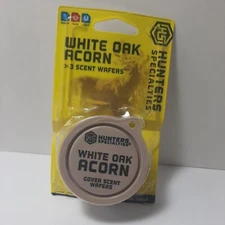 WHITE OAK
ACORN
3 SCENT WAFERS
HUNTERS
SPECIALTIES
HUNTERS
SPECIALTIES
WHITE OAK
ACORN
COVER SCENT
WAFERS